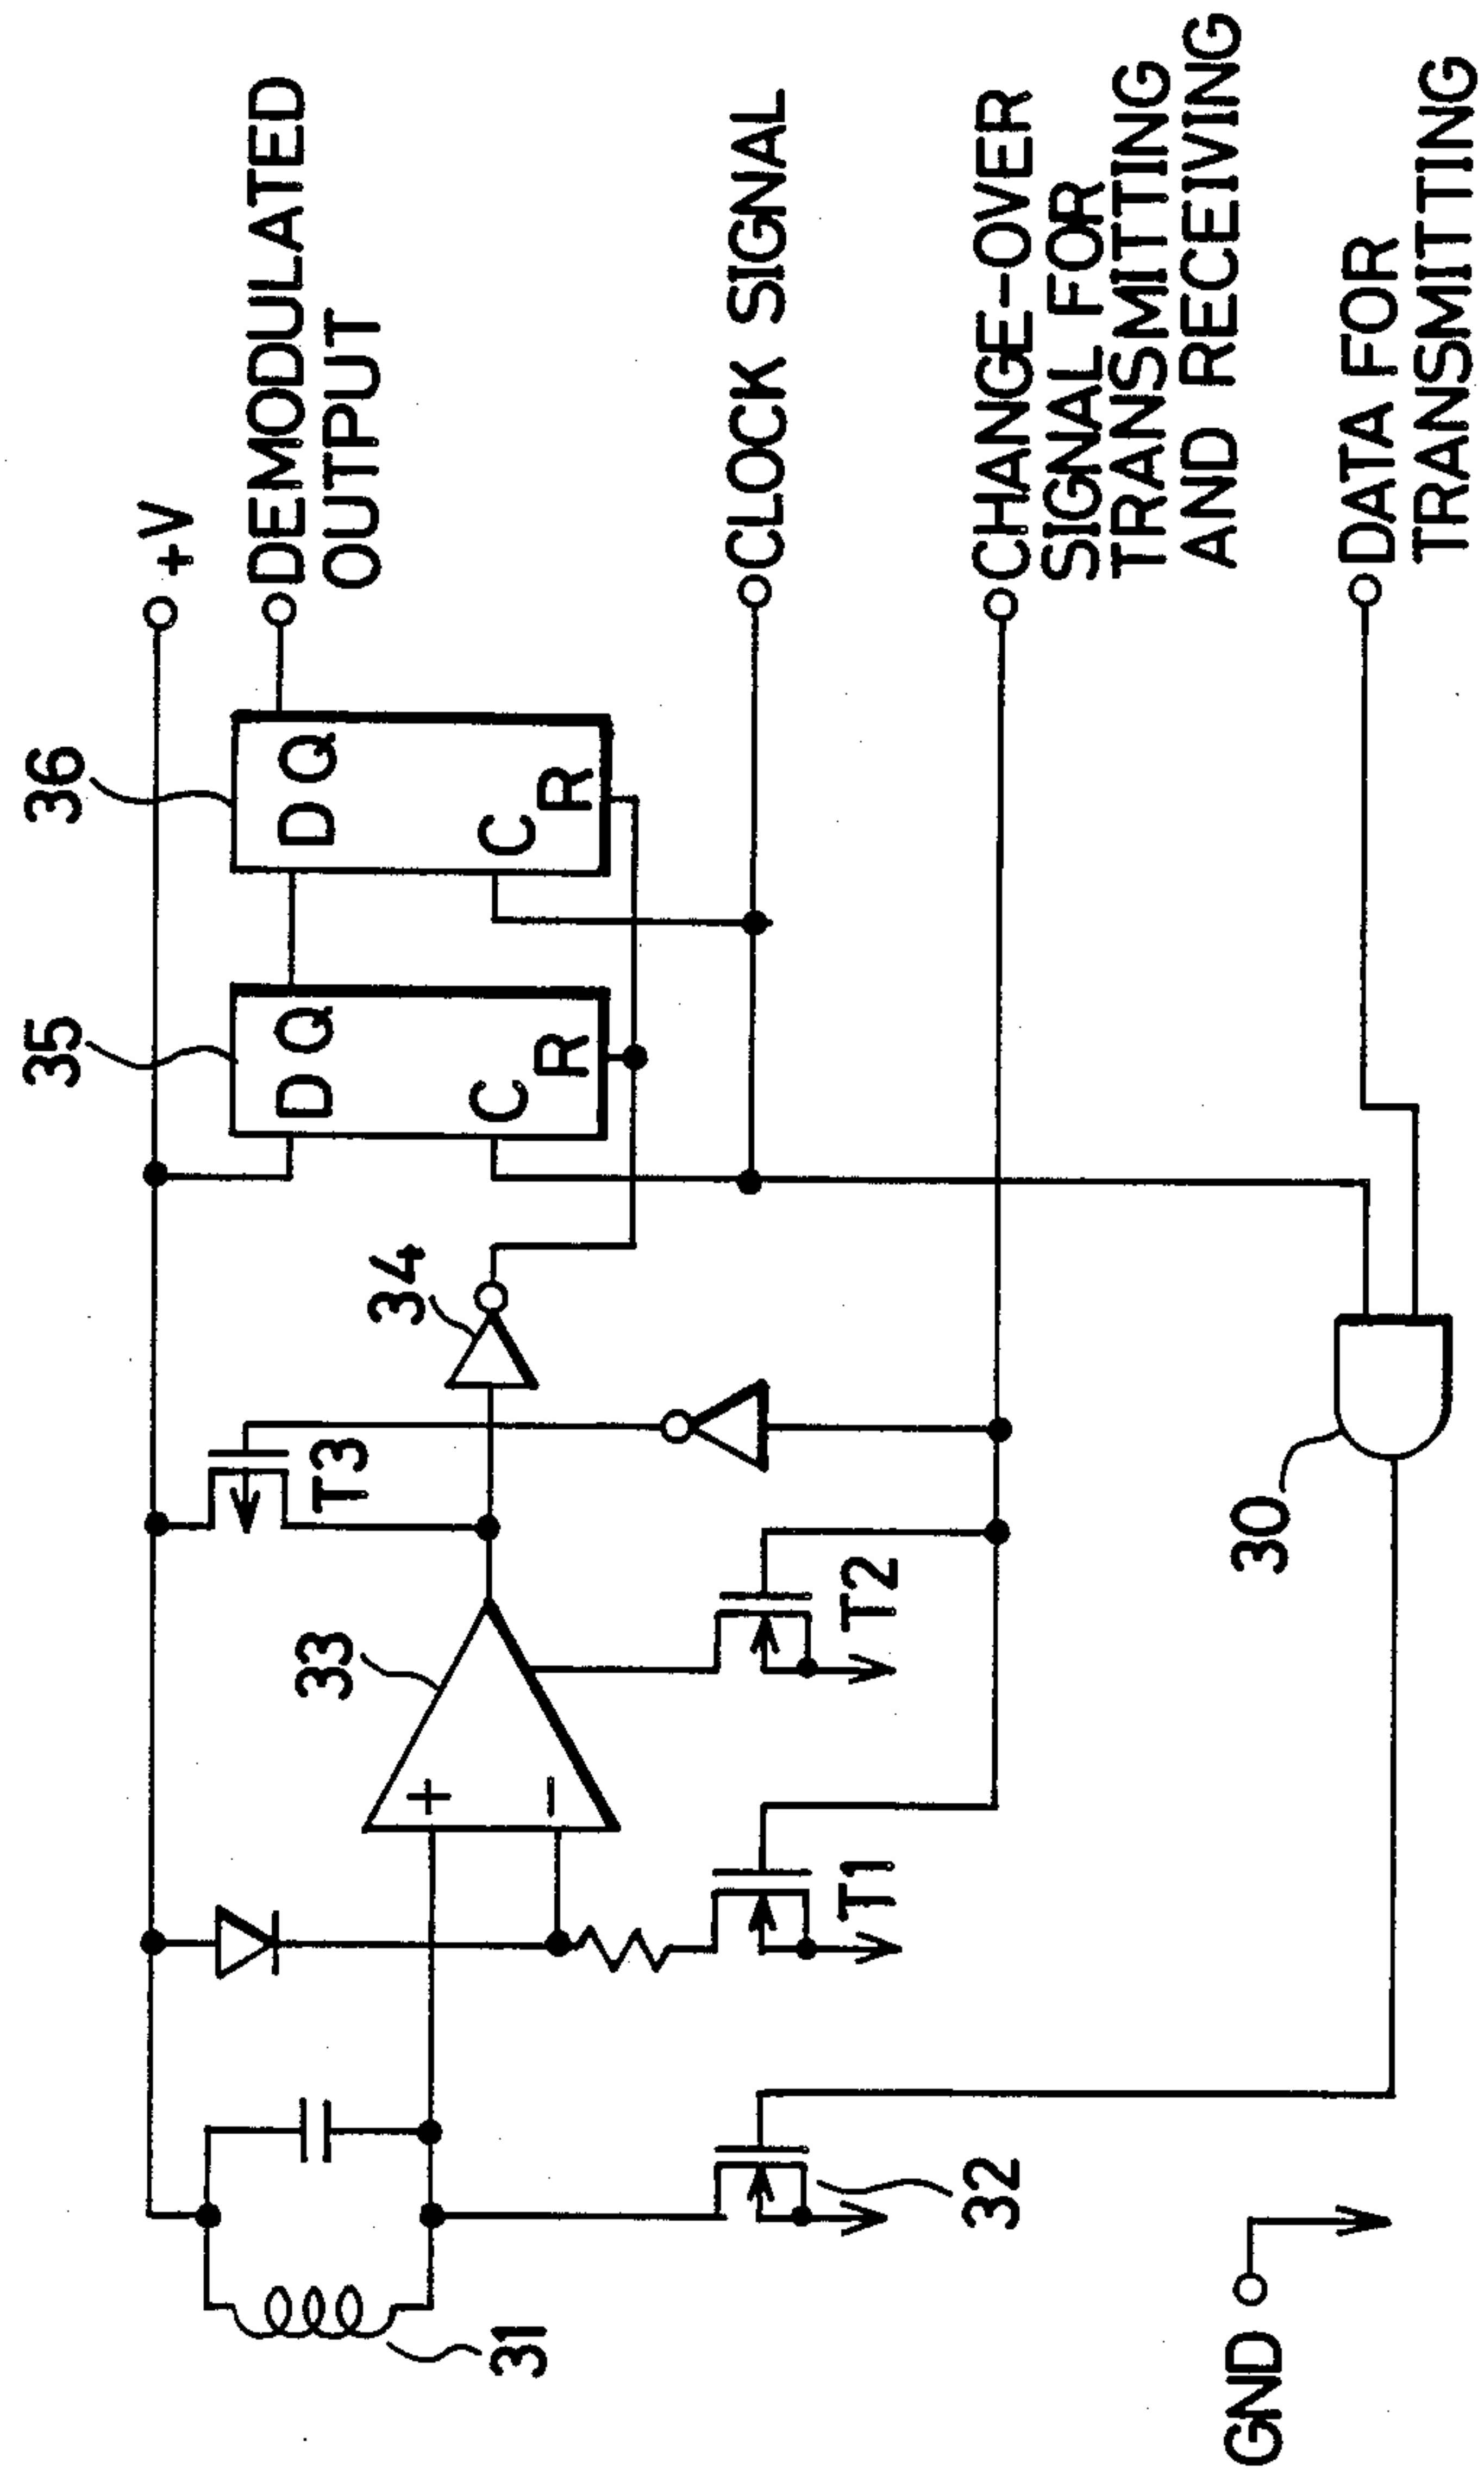 +V
DEMODULATED
OUTPUT
CLOCK SIGNAL
CHANGE-OVER
SIGNAL FOR
TRANSMITTING
AND RECEIVING
DATA FOR
TRANSMITTING
36
D Q
C
R
35
D Q
C
R
34
T3
33
+
-
T2
T1
30
32
31
GND